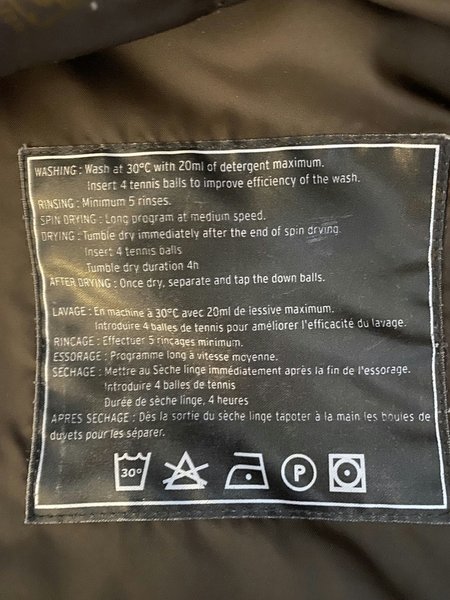 WASHING : Wash at 30°C with 20ml of detergent maximum.
Insert 4 tennis balls to improve efficiency of the wash.
RINSING : Minimum 5 rinses.
SPIN DRYING : Long program at medium speed.
DRYING : Tumble dry immediately after the end of spin drying.
Insert 4 tennis balls
Tumble dry duration 4h
AFTER DRYING : Once dry, separate and tap the down balls.
LAVAGE : En machine à 30°C avec 20ml de lessive maximum.
Introduire 4 balles de tennis pour améliorer l'efficacité du lavage.
RINCAGE : Effectuer 5 rinçages minimum.
ESSORAGE : Programme long à vitesse moyenne.
SECHAGE : Mettre au Sèche linge immédiatement après la fin de l'essorage.
Introduire 4 balles de tennis
Durée de sèche linge, 4 heures
APRES SECHAGE : Dès la sortie du sèche linge tapoter à la main les boules de
duvets pour les séparer.
30° P